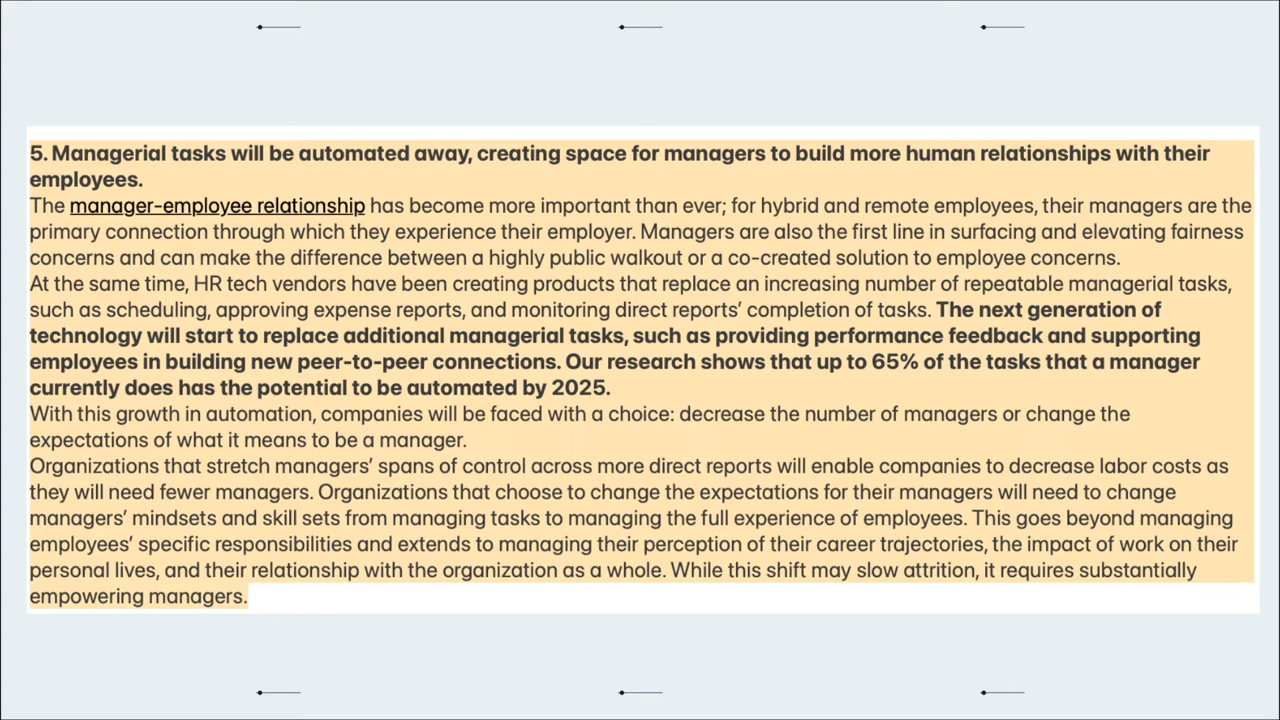 5. Managerial tasks will be automated away, creating space for managers to build more human relationships with their
employees.
The manager-employee relationship has become more important than ever; for hybrid and remote employees, their managers are the
primary connection through which they experience their employer. Managers are also the first line in surfacing and elevating fairness
concerns and can make the difference between a highly public walkout or a co-created solution to employee concerns.
At the same time, HR tech vendors have been creating products that replace an increasing number of repeatable managerial tasks,
such as scheduling, approving expense reports, and monitoring direct reports’ completion of tasks. The next generation of
technology will start to replace additional managerial tasks, such as providing performance feedback and supporting
employees in building new peer-to-peer connections. Our research shows that up to 65% of the tasks that a manager
currently does has the potential to be automated by 2025.
With this growth in automation, companies will be faced with a choice: decrease the number of managers or change the
expectations of what it means to be a manager.
Organizations that stretch managers’ spans of control across more direct reports will enable companies to decrease labor costs as
they will need fewer managers. Organizations that choose to change the expectations for their managers will need to change
managers’ mindsets and skill sets from managing tasks to managing the full experience of employees. This goes beyond managing
employees’ specific responsibilities and extends to managing their perception of their career trajectories, the impact of work on their
personal lives, and their relationship with the organization as a whole. While this shift may slow attrition, it requires substantially
empowering managers.